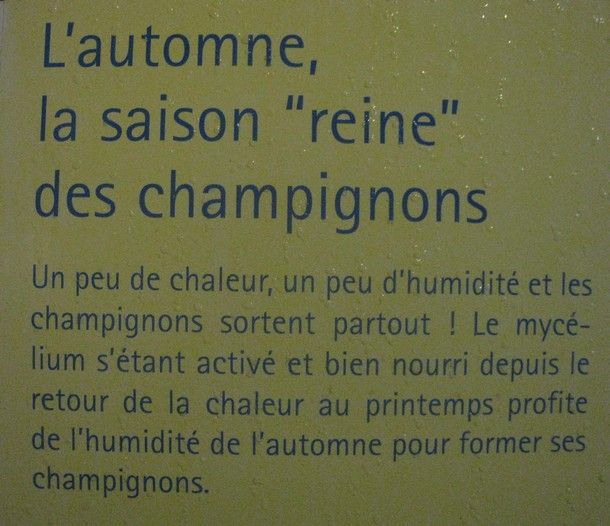 L'automne,
la saison "reine"
des champignons
Un peu de chaleur, un peu d'humidité et les
champignons sortent partout ! Le mycé-
lium s'étant activé et bien nourri depuis le
retour de la chaleur au printemps profite
de l'humidité de l'automne pour former ses
champignons.